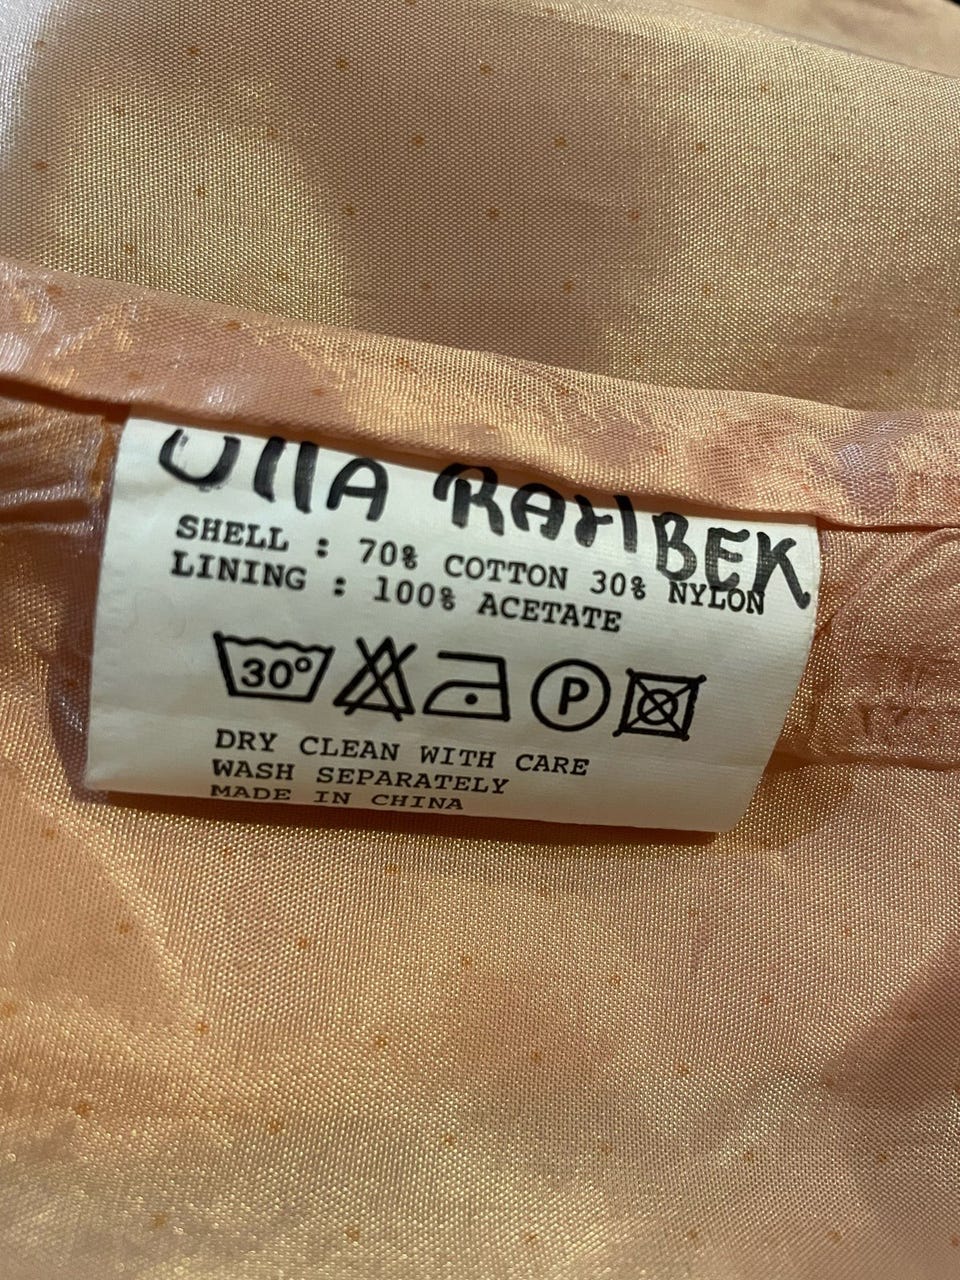 UllA RAHBEK
SHELL : 70% COTTON 30% NYLON
LINING : 100% ACETATE
30° P
DRY CLEAN WITH CARE
WASH SEPARATELY
MADE IN CHINA